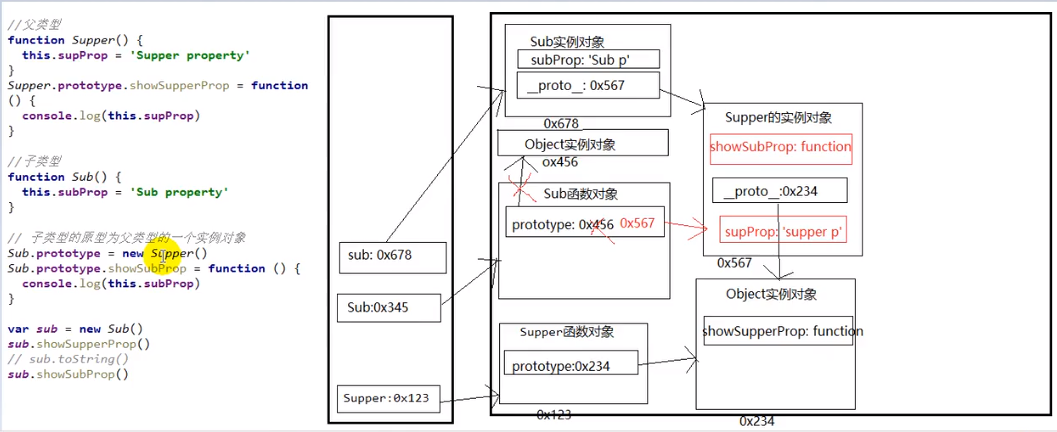 //父类型
function Supper() {
this.supProp = 'Supper property'
}
Supper.prototype.showSupperProp = function
() {
console.log(this.supProp)
}
//子类型
function Sub() {
this.subProp = 'Sub property'
}
// 子类型的原型为父类型的一个实例对象
Sub.prototype = new Supper()
Sub.prototype.showSubProp = function () {
console.log(this.subProp)
}
var sub = new Sub()
sub.showSupperProp()
// sub.toString()
sub.showSubProp()
sub: 0x678
Sub:0x345
Supper:0x123
Sub实例对象
subProp: 'Sub p'
__proto__: 0x567
0x678
Object实例对象
ox456
Sub函数对象
prototype: 0x456 0x567
Supper函数对象
prototype:0x234
0x123
Supper的实例对象
showSubProp: function
__proto__:0x234
supProp: 'supper p'
0x567
Object实例对象
showSupperProp: function
0x234